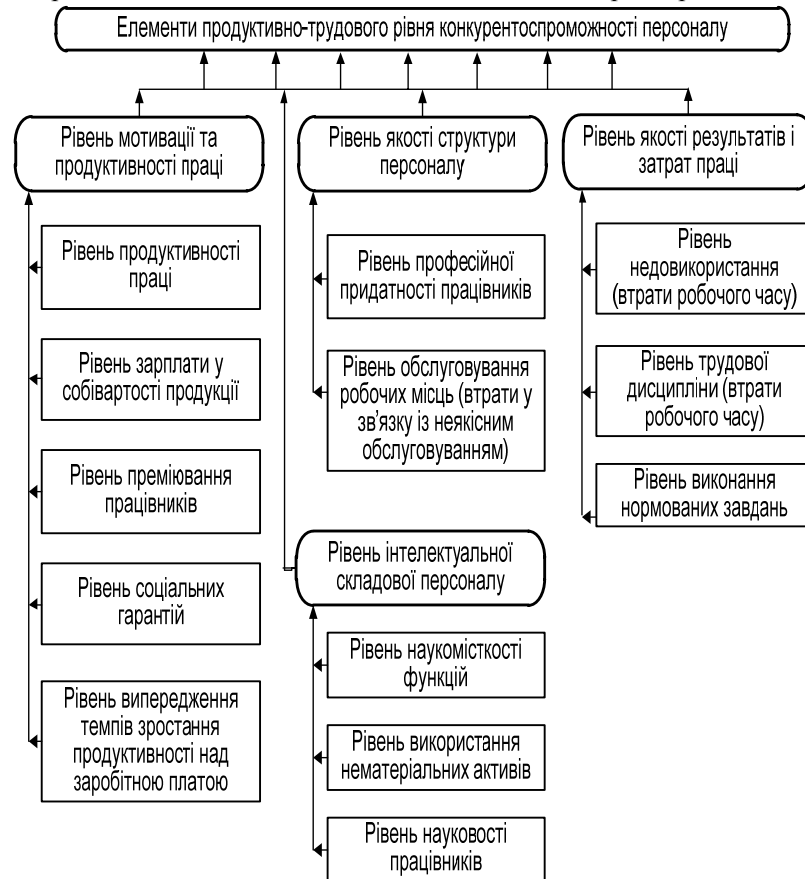 Елементи продуктивно-трудового рівня конкурентоспроможності персоналу
Рівень мотивації та
продуктивності праці
Рівень продуктивності
праці
Рівень зарплати у
собівартості продукції
Рівень преміювання
працівників
Рівень соціальних
гарантій
Рівень випередження
темпів зростання
продуктивності над
заробітною платою
Рівень якості структури
персоналу
Рівень професійної
придатності працівників
Рівень обслуговування
робочих місць (втрати у
зв’язку із неякісним
обслуговуванням)
Рівень інтелектуальної
складової персоналу
Рівень наукомісткості
функцій
Рівень використання
нематеріальних активів
Рівень науковості
працівників
Рівень якості результатів і
затрат праці
Рівень
недовикористання
(втрати робочого часу)
Рівень трудової
дисципліни (втрати
робочого часу)
Рівень виконання
нормованих завдань